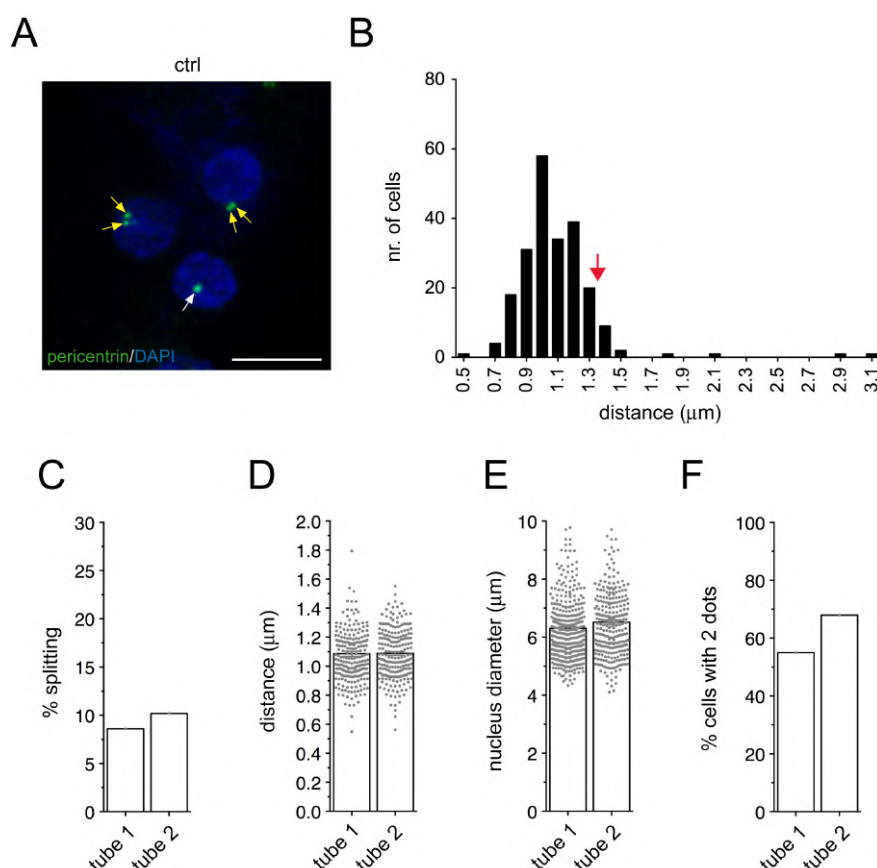 A
ctrl
pericentrin/DAPI
B
80
60
40
20
0
nr. of cells
0.5
0.7
0.9
1.1
1.3
1.5
1.7
1.9
2.1
2.3
2.5
2.7
2.9
3.1
distance (μm)
C
30
25
20
15
10
5
0
% splitting
tube 1
tube 2
D
2.0
1.8
1.6
1.4
1.2
1.0
0.8
0.6
0.4
0.2
0.0
distance (μm)
tube 1
tube 2
E
10
8
6
4
2
0
nucleus diameter (μm)
tube 1
tube 2
F
100
80
60
40
20
0
% cells with 2 dots
tube 1
tube 2